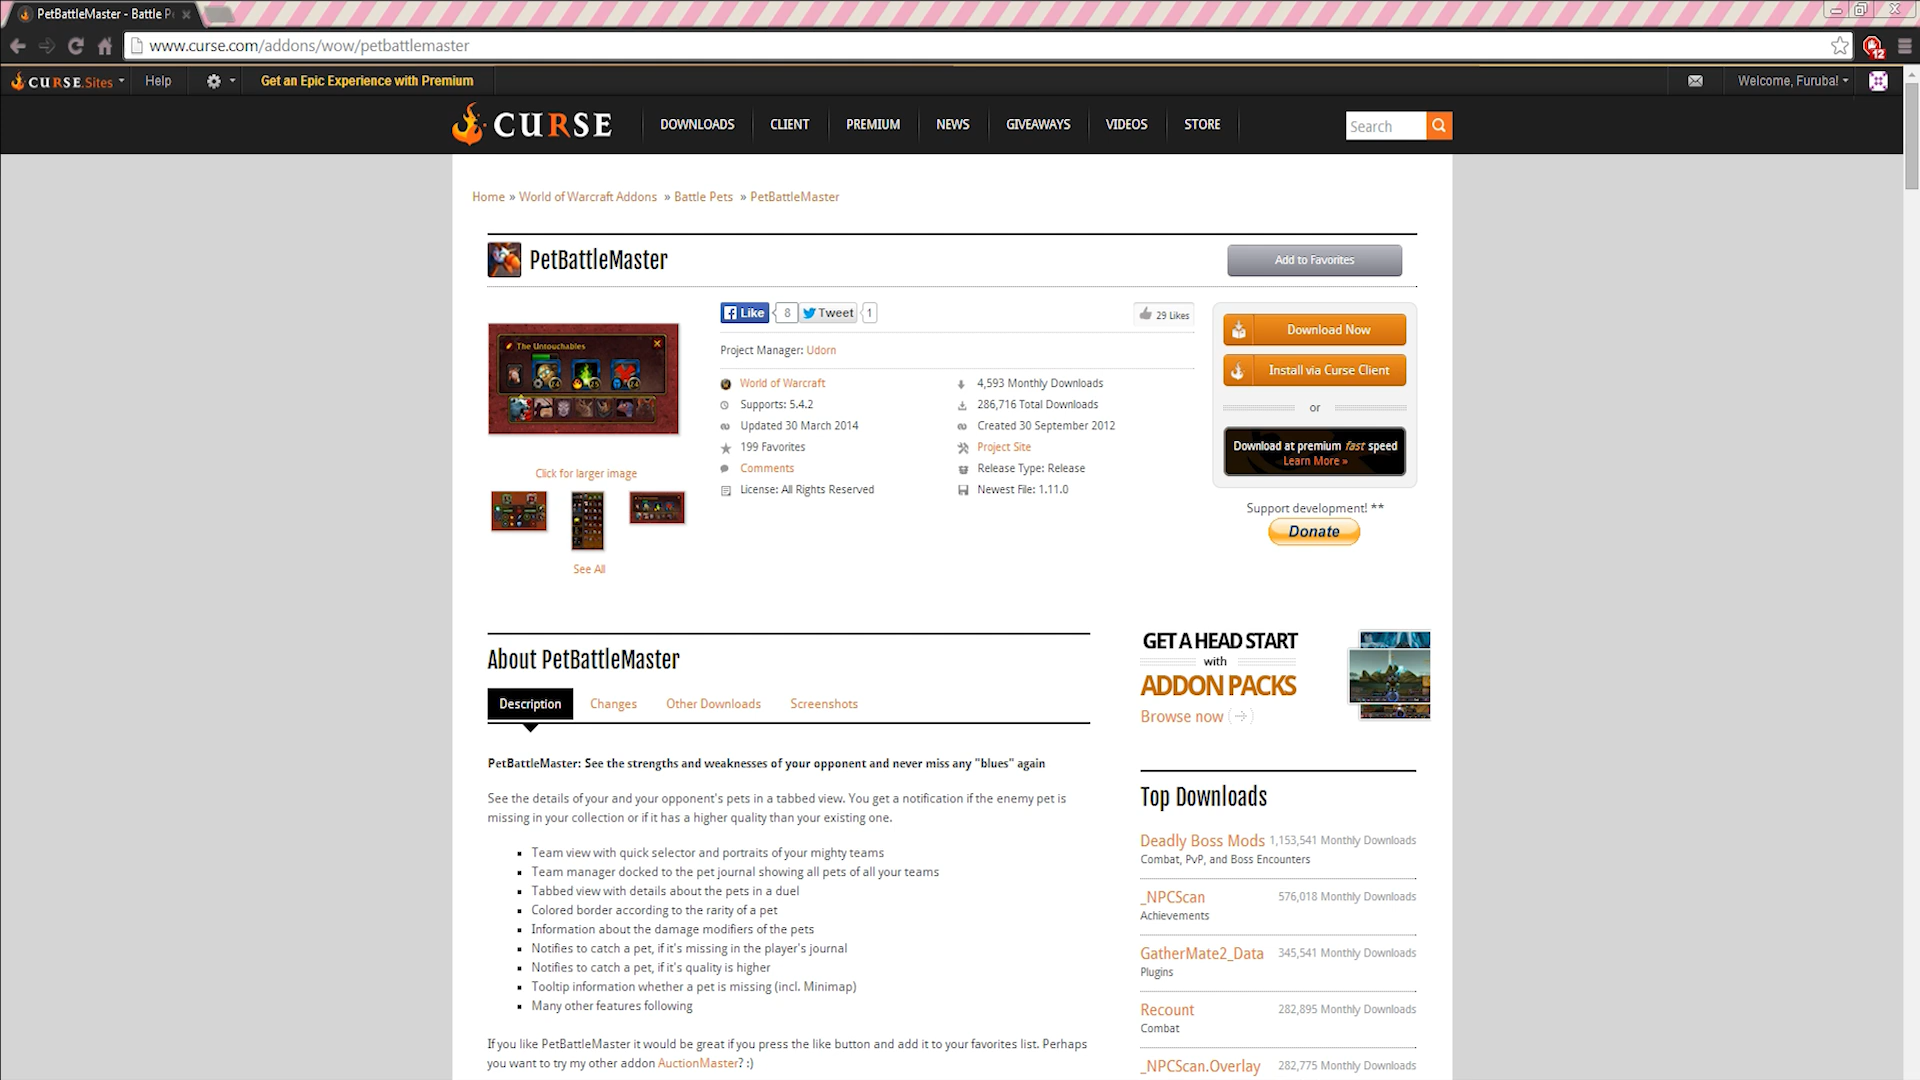 PetBattleMaster - Battle P
www.curse.com/addons/wow/petbattlemaster
12
CURSE Sites
Help
Get an Epic Experience with Premium
Welcome, Furuba!
CURSE
DOWNLOADS
CLIENT
PREMIUM
NEWS
GIVEAWAYS
VIDEOS
STORE
Search
Home » World of Warcraft Addons » Battle Pets » PetBattleMaster
PetBattleMaster
Add to Favorites
The Untouchables
Click for larger image
See All
Like 8 Tweet 1
29 Likes
Project Manager: Udorn
World of Warcraft
Supports: 5.4.2
Updated 30 March 2014
199 Favorites
Comments
License: All Rights Reserved
4,593 Monthly Downloads
286,716 Total Downloads
Created 30 September 2012
Project Site
Release Type: Release
Newest File: 1.11.0
Download Now
Install via Curse Client
or
Download at premium fast speed
Learn More »
Support development! **
Donate
About PetBattleMaster
Description
Changes
Other Downloads
Screenshots
PetBattleMaster: See the strengths and weaknesses of your opponent and never miss any "blues" again
See the details of your and your opponent's pets in a tabbed view. You get a notification if the enemy pet is
missing in your collection or if it has a higher quality than your existing one.
Team view with quick selector and portraits of your mighty teams
Team manager docked to the pet journal showing all pets of all your teams
Tabbed view with details about the pets in a duel
Colored border according to the rarity of a pet
Information about the damage modifiers of the pets
Notifies to catch a pet, if it's missing in the player's journal
Notifies to catch a pet, if it's quality is higher
Tooltip information whether a pet is missing (incl. Minimap)
Many other features following
If you like PetBattleMaster it would be great if you press the like button and add it to your favorites list. Perhaps
you want to try my other addon AuctionMaster? :)
GET A HEAD START
with
ADDON PACKS
Browse now
Top Downloads
Deadly Boss Mods 1,153,541 Monthly Downloads
Combat, PvP, and Boss Encounters
_NPCScan 576,018 Monthly Downloads
Achievements
GatherMate2_Data 345,541 Monthly Downloads
Plugins
Recount 282,895 Monthly Downloads
Combat
_NPCScan.Overlay 282,775 Monthly Downloads